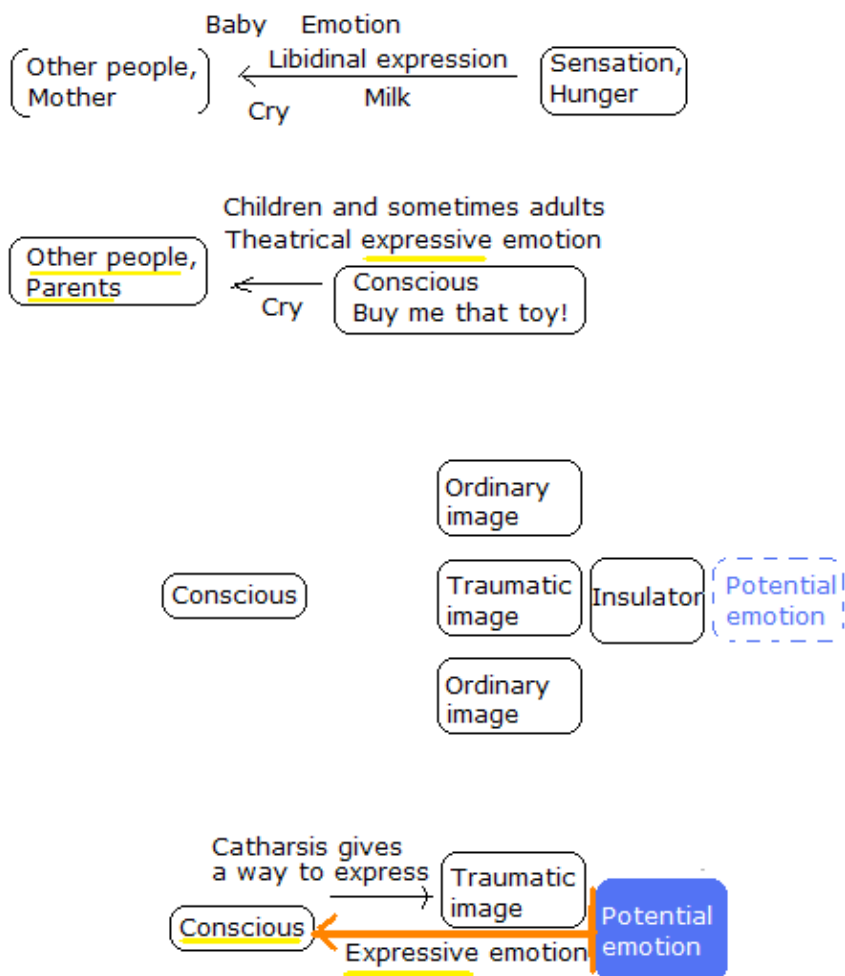 Baby Emotion
Libidinal expression
Other people,
Mother
Cry
Milk
Sensation,
Hunger
Children and sometimes adults
Theatrical expressive emotion
Other people,
Parents
Cry
Conscious
Buy me that toy!
Ordinary
image
Conscious
Traumatic
image
Insulator
Potential
emotion
Ordinary
image
Catharsis gives
a way to express
Traumatic
image
Conscious
Expressive emotion
Potential
emotion